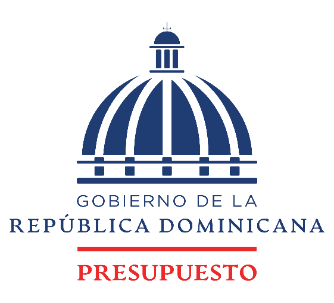 GOBIERNO DE LA
REPÚBLICA DOMINICANA
PRESUPUESTO